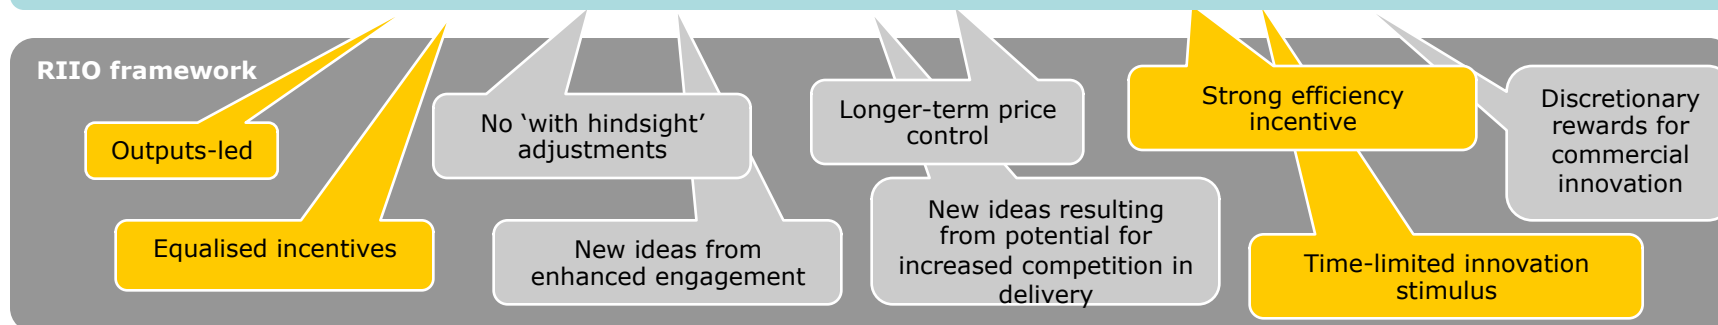 RIIO framework
Outputs-led
Equalised incentives
No ‘with hindsight’
adjustments
New ideas from
enhanced engagement
Longer-term price
control
New ideas resulting
from potential for
increased competition in
delivery
Strong efficiency
incentive
Time-limited innovation
stimulus
Discretionary
rewards for
commercial
innovation